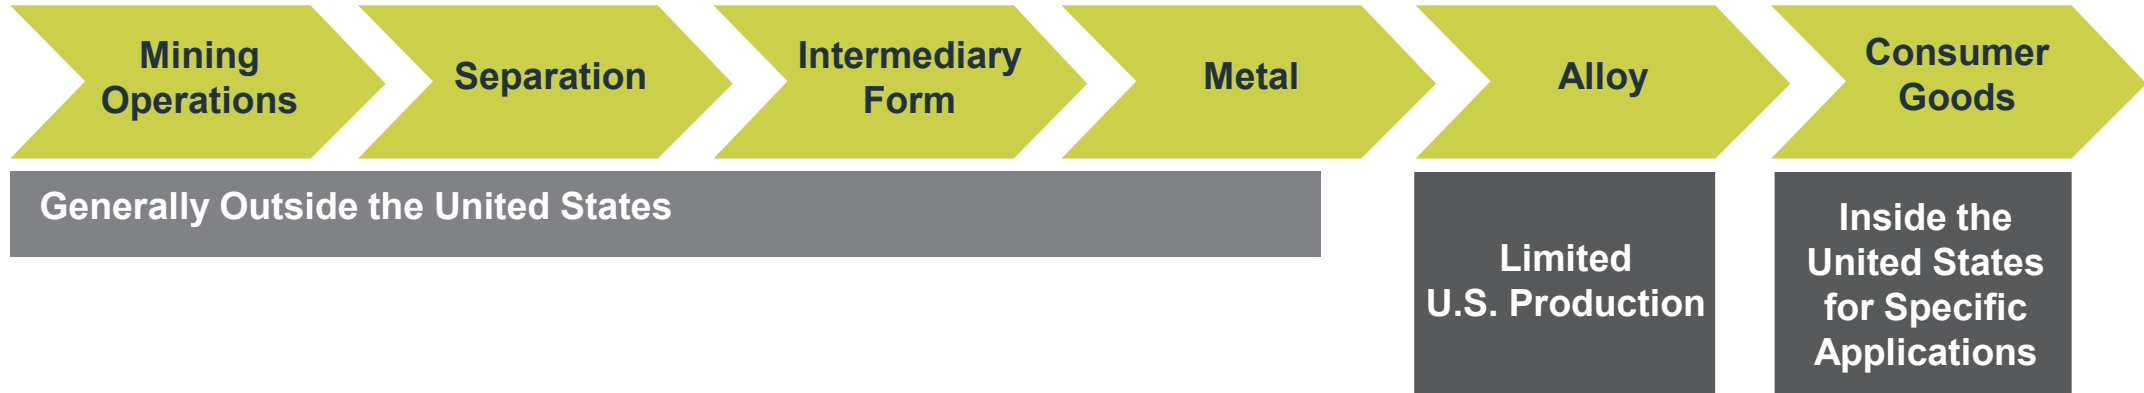 Mining
Operations
Separation
Intermediary
Form
Metal
Alloy
Consumer
Goods
Generally Outside the United States
Limited
U.S. Production
Inside the
United States
for Specific
Applications